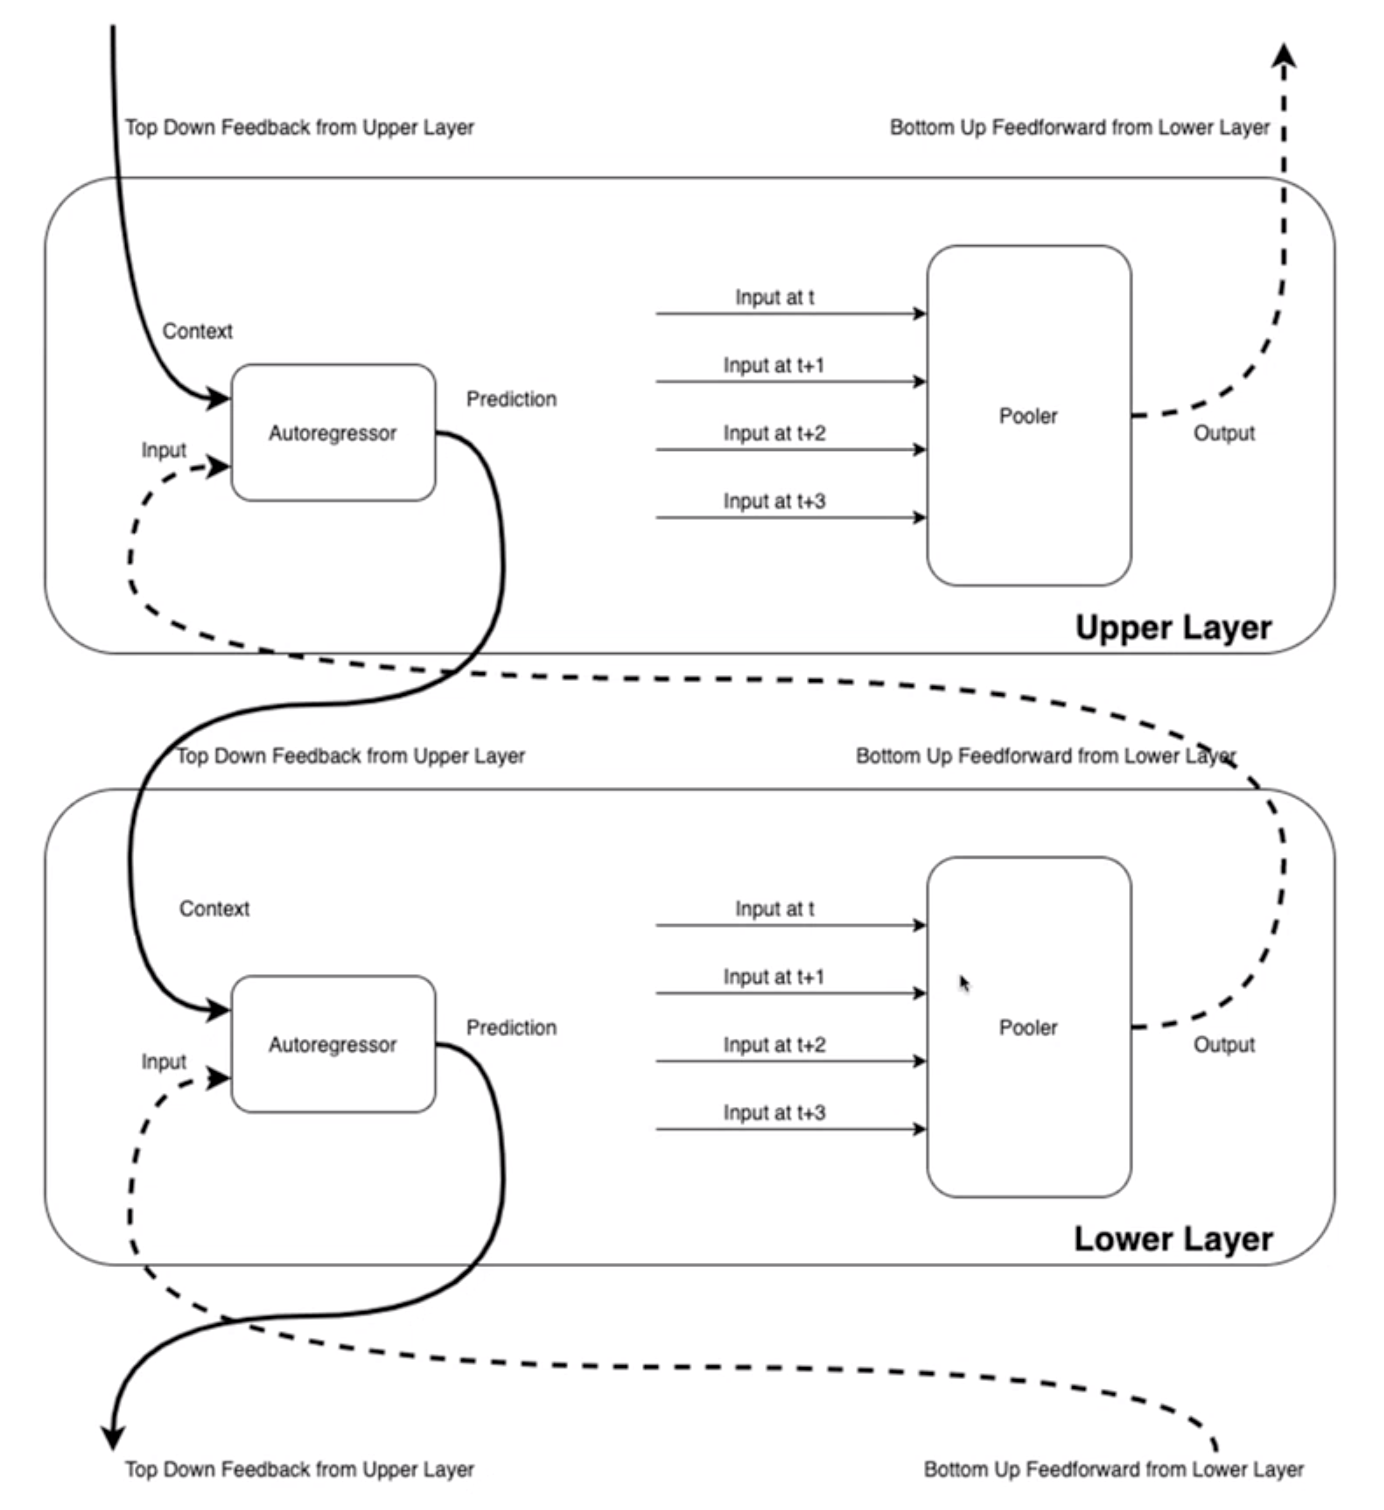 Top Down Feedback from Upper Layer
Bottom Up Feedforward from Lower Layer
Input at t
Context
Input at t+1
Prediction
Autoregressor
Pooler
Input
Input at t+2
Output
Input at t+3
Upper Layer
Top Down Feedback from Upper Layer
Bottom Up Feedforward from Lower Layer
Context
Input at t
Input at t+1
Prediction
Autoregressor
Pooler
Input
Input at t+2
Output
Input at t+3
Lower Layer
Top Down Feedback from Upper Layer
Bottom Up Feedforward from Lower Layer